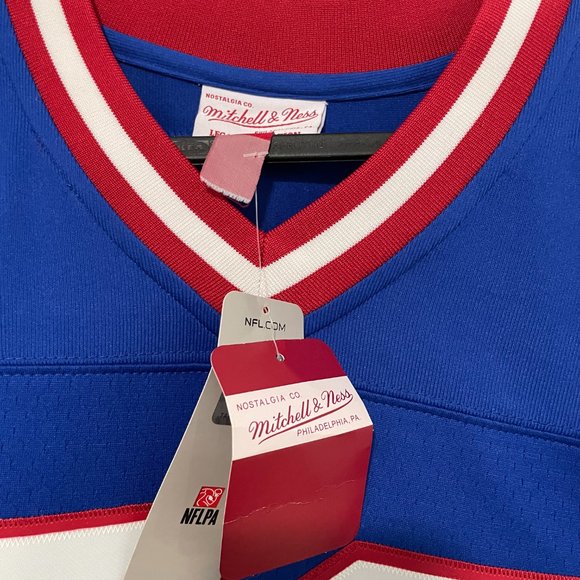 NOSTALGIA CO.
Mitchell & Ness
NFL.COM
NOSTALGIA CO.
Mitchell & Ness
PHILADELPHIA, PA.
NFLPA